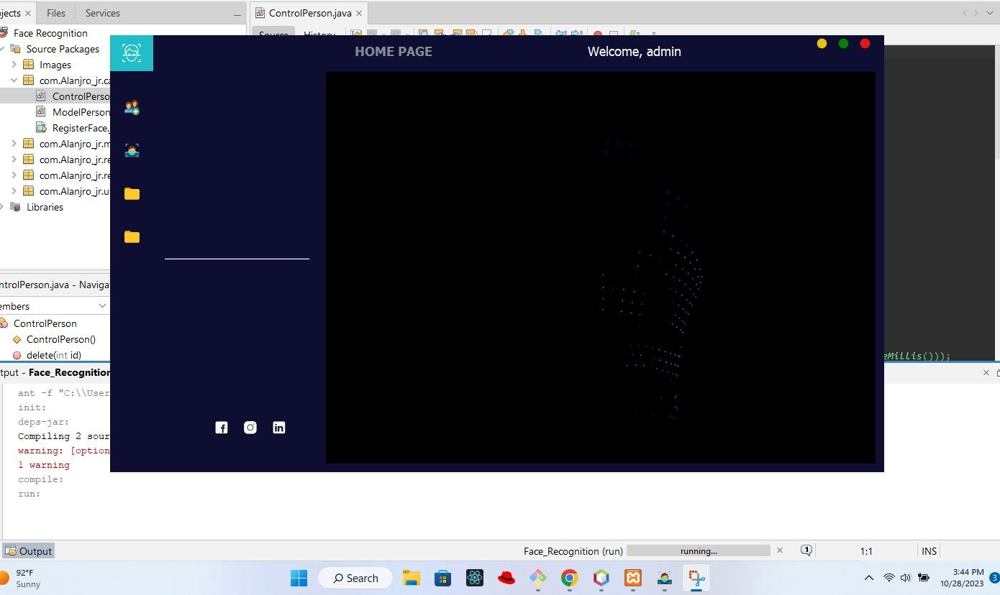 jects
Files
Services
ControlPerson.java
Source
History
Face Recognition
Source Packages
Images
com.Alanjro_jr.ca
ControlPerso
ModelPerson
RegisterFace.
com.Alanjro_jr.m
com.Alanjro_jr.re
com.Alanjro_jr.re
com.Alanjro_jr.u
Libraries
HOME PAGE
Welcome, admin
ntrolPerson.java - Naviga
embers
ControlPerson
ControlPerson()
delete(int id)
eMillis()));
tput - Face_Recognition
ant -f "C:\\User
init:
deps-jar:
Compiling 2 sour
warning: [option
1 warning
compile:
run:
Output
Face_Recognition (run)
running...
1
1:1
INS
92°F
Sunny
Search
3:44 PM
10/28/2023
3